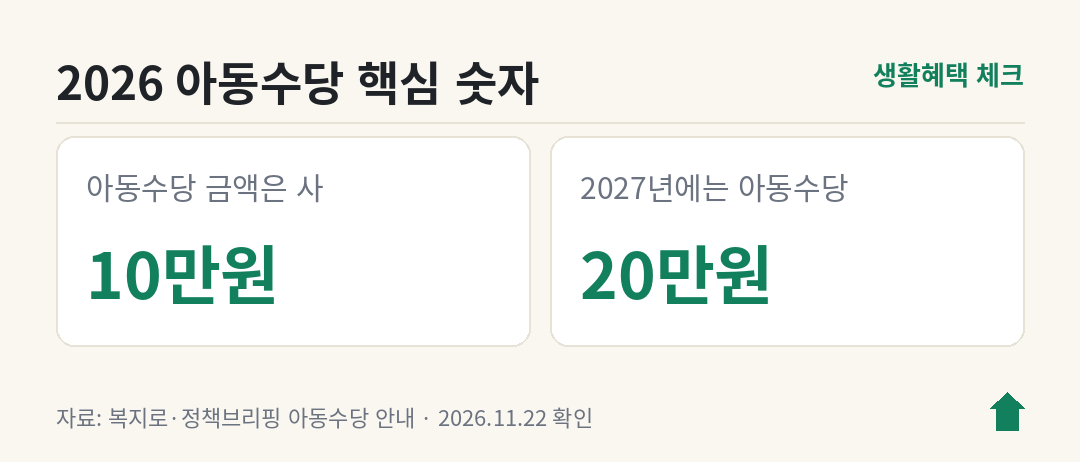 2026 아동수당 핵심 숫자
생활혜택 체크
아동수당 금액은 사
10만원
2027년에는 아동수당
20만원
자료: 복지로·정책브리핑 아동수당 안내 · 2026.11.22 확인